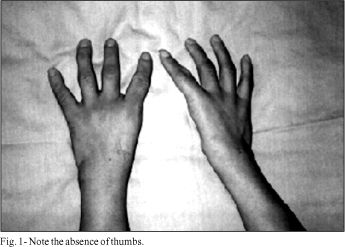 Fig. 1- Note the absence of thumbs.